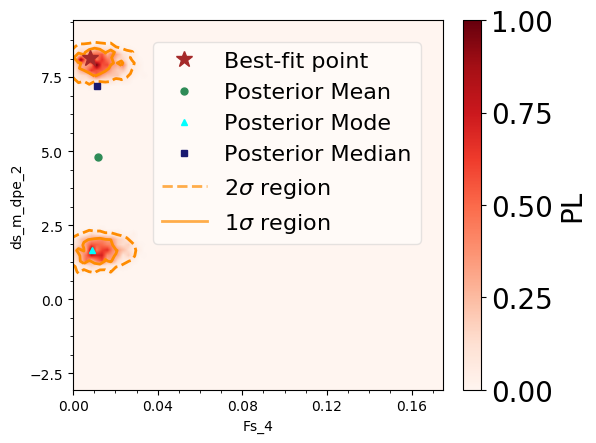 Best-fit point
Posterior Mean
Posterior Mode
Posterior Median
2σ region
1σ region
7.5
5.0
2.5
0.0
−2.5
ds_m_dpe_2
0.00
0.04
0.08
0.12
0.16
Fs_4
1.00
0.75
0.50
0.25
0.00
PL